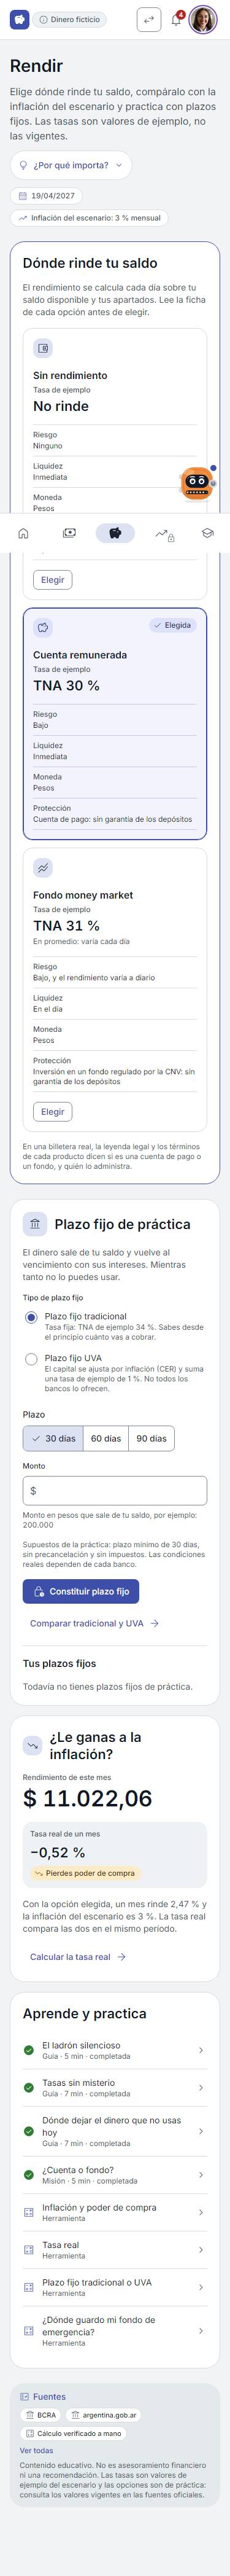 Dinero ficticio
4
Rendir
Elige dónde rinde tu saldo, compáralo con la
inflación del escenario y practica con plazos
fijos. Las tasas son valores de ejemplo, no
las vigentes.
¿Por qué importa?
19/04/2027
Inflación del escenario: 3 % mensual
Dónde rinde tu saldo
El rendimiento se calcula cada día sobre tu
saldo disponible y tus apartados. Lee la ficha
de cada opción antes de elegir.
Sin rendimiento
Tasa de ejemplo
No rinde
Riesgo
Ninguno
Liquidez
Inmediata
Moneda
Pesos
Elegir
Elegida
Cuenta remunerada
Tasa de ejemplo
TNA 30 %
Riesgo
Bajo
Liquidez
Inmediata
Moneda
Pesos
Protección
Cuenta de pago: sin garantía de los depósitos
Fondo money market
Tasa de ejemplo
TNA 31 %
En promedio: varía cada día
Riesgo
Bajo, y el rendimiento varía a diario
Liquidez
En el día
Moneda
Pesos
Protección
Inversión en un fondo regulado por la CNV: sin
garantía de los depósitos
Elegir
En una billetera real, la leyenda legal y los términos
de cada producto dicen si es una cuenta de pago o
un fondo, y quién lo administra.
Plazo fijo de práctica
El dinero sale de tu saldo y vuelve al
vencimiento con sus intereses. Mientras
tanto no lo puedes usar.
Tipo de plazo fijo
Plazo fijo tradicional
Tasa fija: TNA de ejemplo 34 %. Sabes desde
el principio cuánto vas a cobrar.
Plazo fijo UVA
El capital se ajusta por inflación (CER) y suma
una tasa de ejemplo de 1 %. No todos los
bancos lo ofrecen.
Plazo
30 días
60 días
90 días
Monto
$
Monto en pesos que sale de tu saldo, por ejemplo:
200.000
Supuestos de la práctica: plazo mínimo de 30 días,
sin precancelación y sin impuestos. Las condiciones
reales dependen de cada banco.
Constituir plazo fijo
Comparar tradicional y UVA
Tus plazos fijos
Todavía no tienes plazos fijos de práctica.
¿Le ganas a la
inflación?
Rendimiento de este mes
$ 11.022,06
Tasa real de un mes
−0,52 %
Pierdes poder de compra
Con la opción elegida, un mes rinde 2,47 % y
la inflación del escenario es 3 %. La tasa real
compara las dos en el mismo período.
Calcular la tasa real
Aprende y practica
El ladrón silencioso
Guía · 5 min · completada
Tasas sin misterio
Guía · 7 min · completada
Dónde dejar el dinero que no usas
hoy
Guía · 7 min · completada
¿Cuenta o fondo?
Misión · 5 min · completada
Inflación y poder de compra
Herramienta
Tasa real
Herramienta
Plazo fijo tradicional o UVA
Herramienta
¿Dónde guardo mi fondo de
emergencia?
Herramienta
Fuentes
BCRA
argentina.gob.ar
Cálculo verificado a mano
Ver todas
Contenido educativo. No es asesoramiento financiero
ni una recomendación. Las tasas son valores de
ejemplo del escenario y las opciones son de práctica:
consulta los valores vigentes en las fuentes oficiales.